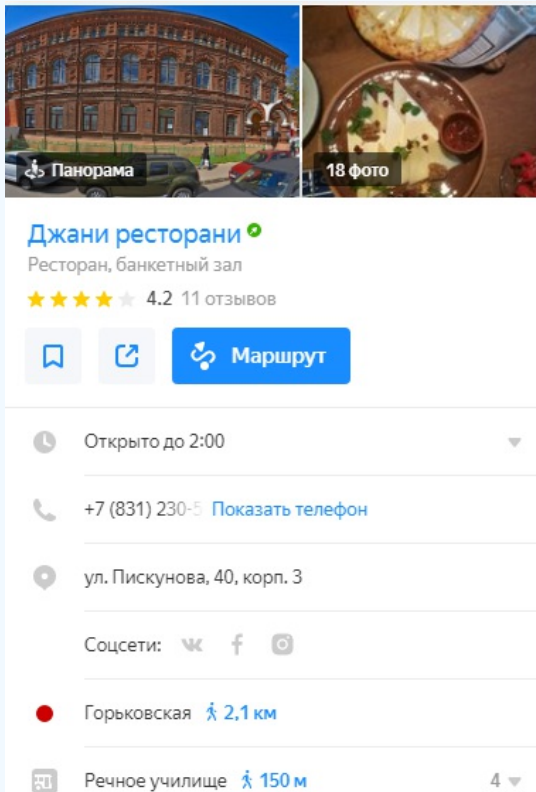 Панорама
18 фото
Джани ресторани
Ресторан, банкетный зал
4.2 11 отзывов
Маршрут
Открыто до 2:00
+7 (831) 230-5 Показать телефон
ул. Пискунова, 40, корп. 3
Соцсети:
Горьковская 2,1 км
Речное училище 150 м 4